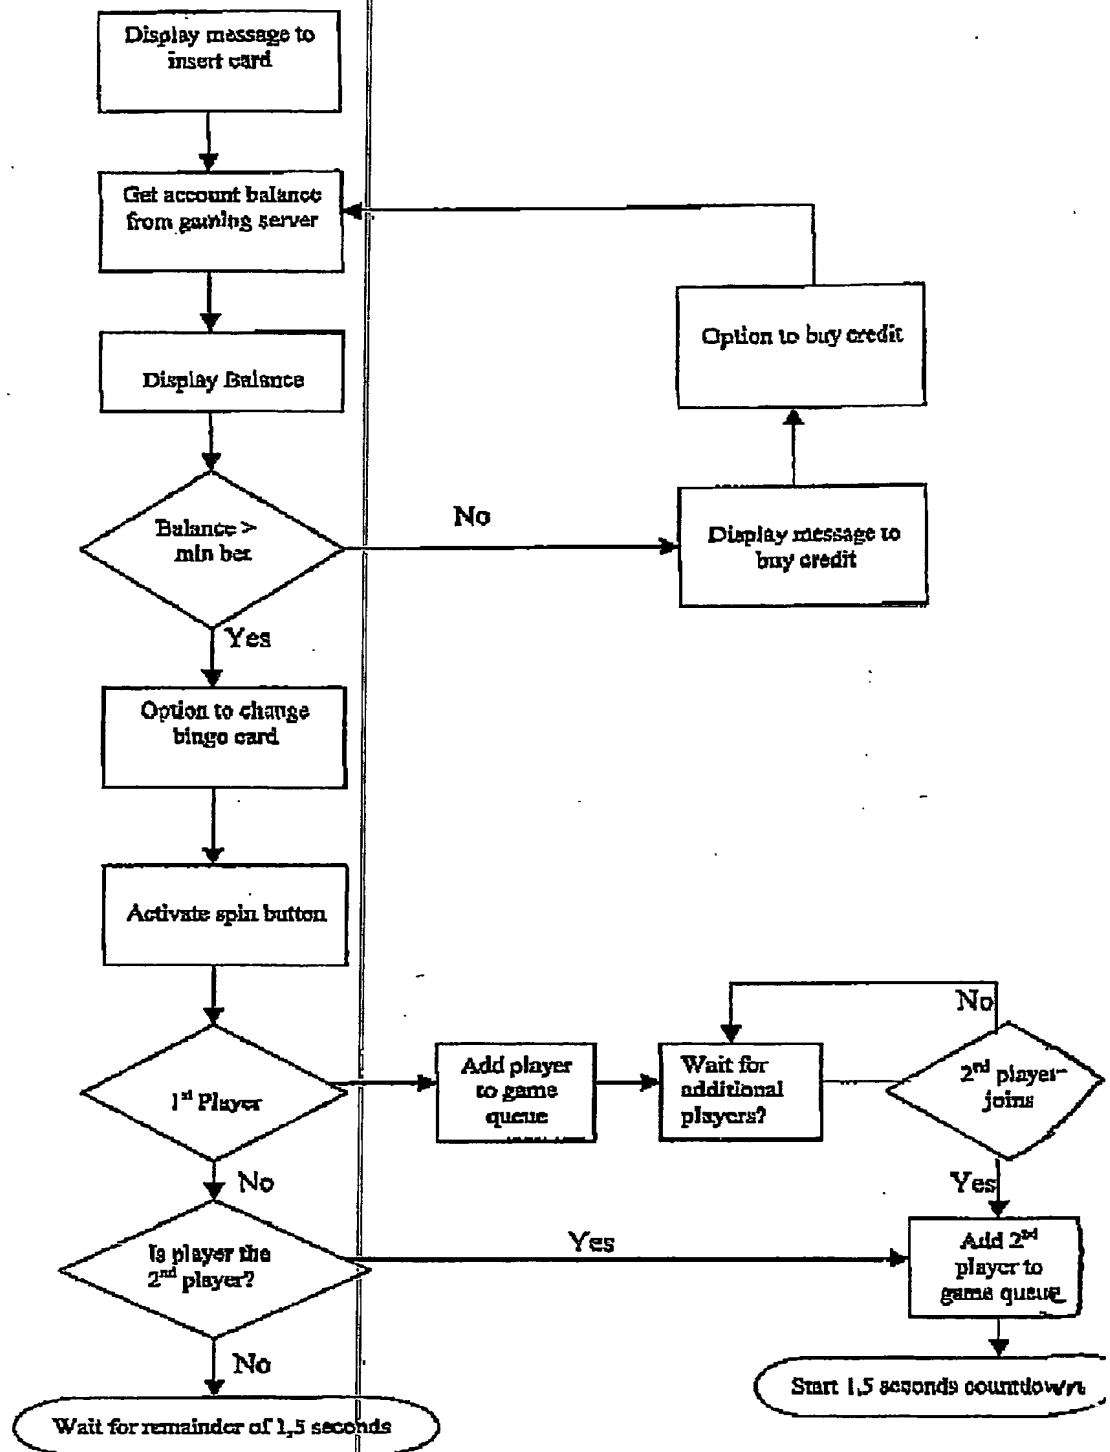 Display message to
insert card
Get account balance
from gaming server
Display Balance
Option to buy credit
Balance >
min bet
No
Display message to
buy credit
Yes
Option to change
bingo card
Activate spin button
1st Player
Add player
to game
queue
Wait for
additional
players?
No
2nd player
joins
No
Yes
Is player the
2nd player?
Yes
Add 2nd
player to
game queue
No
Start 1.5 seconds countdown
Wait for remainder of 1.5 seconds